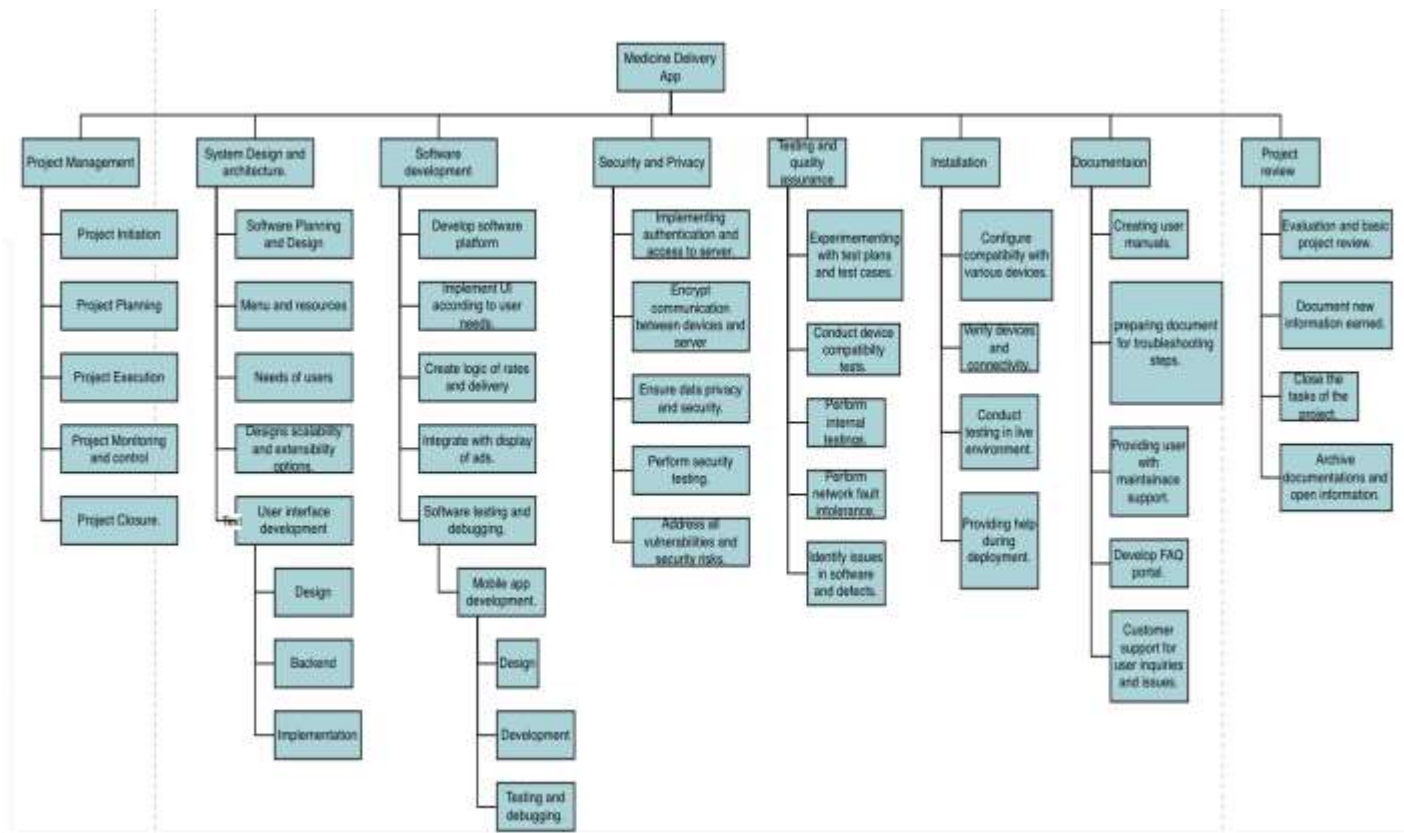 Medicine Delivery
App
Project Management
System Design and
architecture.
Software
development
Security and Privacy
Testing and
quality
assurance
Installation
Documentaion
Project
review
Project Initiation
Project Planning
Project Execution
Project Monitoring
and control
Project Closure.
Software Planning
and Design
Menu and resources
Needs of users
Designs scalability
and extensibility
options.
Text
User interface
development
Design
Backend
Implementation
Develop software
platform
Implement UI
according to user
needs.
Create logic of rates
and delivery
Integrate with display
of ads.
Software testing and
debugging.
Mobile app
development.
Design
Development
Testing and
debugging
Implementing
authentication and
access to server.
Encrypt
communication
between devices and
server
Ensure data privacy
and security.
Perform security
testing.
Address all
vulnerabilities and
security risks.
Experimementing
with test plans
and test cases.
Conduct device
compatibity
tests.
Perform
internal
testings.
Perform
network fault
intolerance.
Identify issues
in software
and detects.
Configure
compatibity with
various devices.
Verify devices
and
connectivity.
Conduct
testing in live
environment.
Providing help
during
deployment.
Creating user
manuals.
preparing document
for troubleshooting
steps.
Providing user
with
maintainace
support.
Develop FAQ
portal.
Customer
support for
user inquiries
and issues.
Evaluation and basic
project review.
Document new
information earned.
Close the
tasks of the
project.
Archive
documentations and
open information.